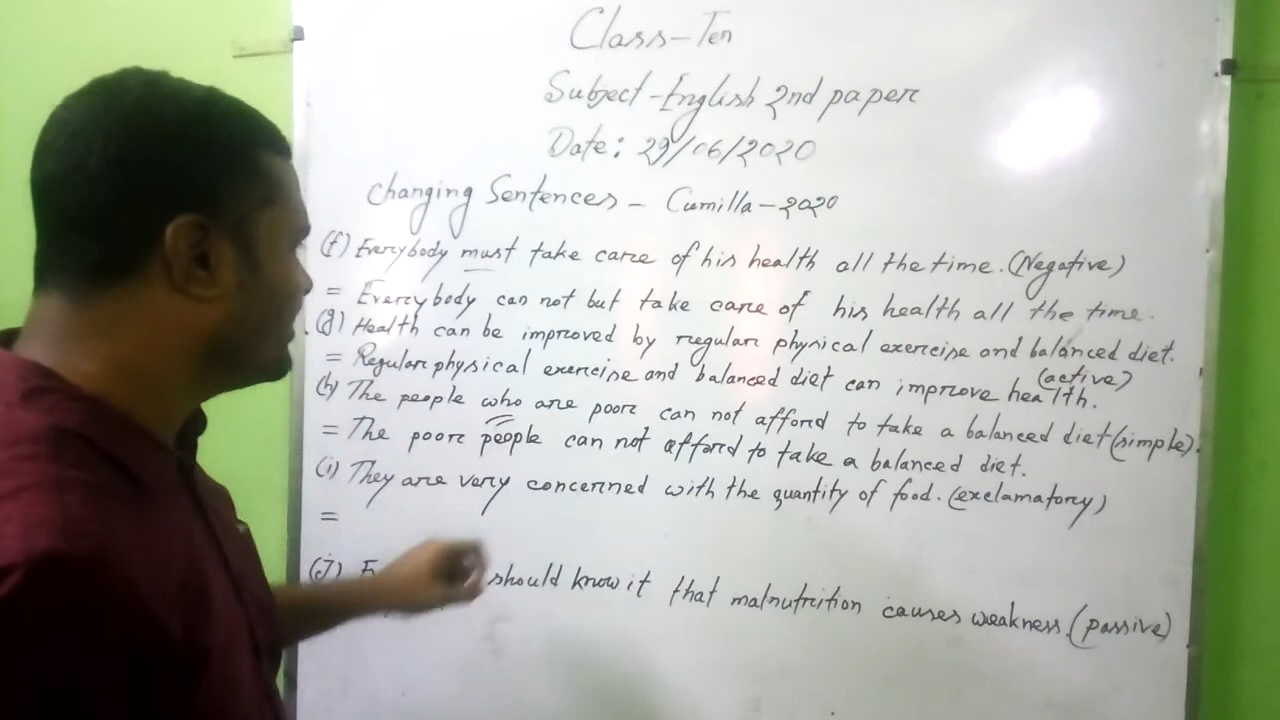 Class-Ten
Subject-English 2nd paper
Date: 29/06/2020
Changing Sentences - Cumilla-2020
(f) Everybody must take care of his health all the time. (Negative)
= Everybody can not but take care of his health all the time.
(g) Health can be improved by regular physical exercise and balanced diet.
(active)
= Regular physical exercise and balanced diet can improve health.
(h) The people who are poor can not afford to take a balanced diet (simple).
= The poor people can not afford to take a balanced diet.
(i) They are very concerned with the quantity of food. (exclamatory)
=
(j) should know it that malnutrition causes weakness. (passive)